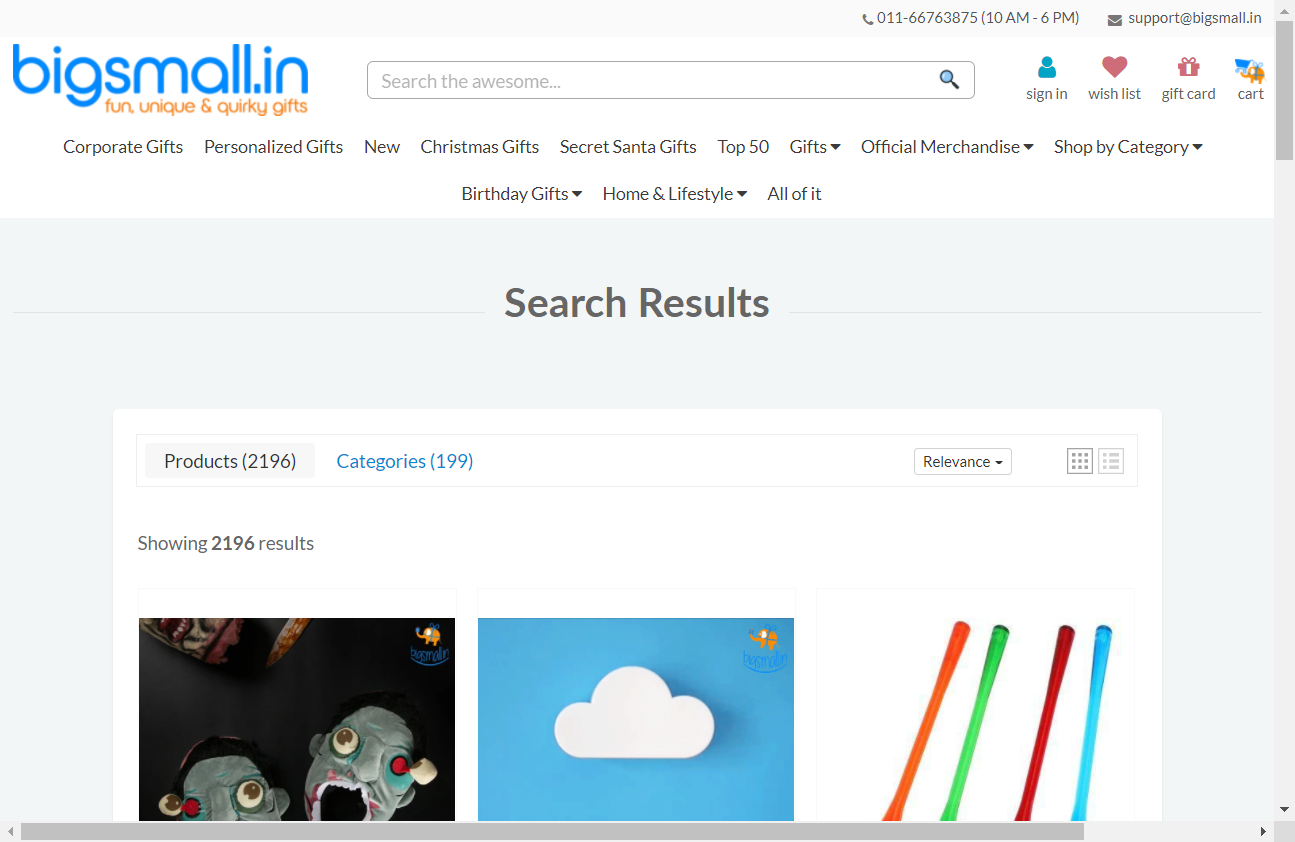 011-66763875 (10 AM - 6 PM) support@bigsmall.in
bigsmall.in
fun, unique & quirky gifts
Search the awesome...
sign in wish list gift card cart
Corporate Gifts Personalized Gifts New Christmas Gifts Secret Santa Gifts Top 50 Gifts Official Merchandise Shop by Category
Birthday Gifts Home & Lifestyle All of it
Search Results
Products (2196) Categories (199) Relevance
Showing 2196 results
bigsmall.in bigsmall.in